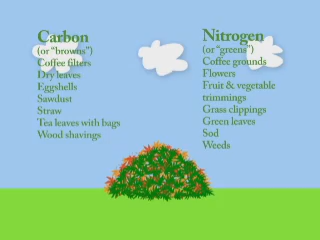 Carbon
(or “browns”)
Coffee filters
Dry leaves
Eggshells
Sawdust
Straw
Tea leaves with bags
Wood shavings
Nitrogen
(or “greens”)
Coffee grounds
Flowers
Fruit & vegetable
trimmings
Grass clippings
Green leaves
Sod
Weeds